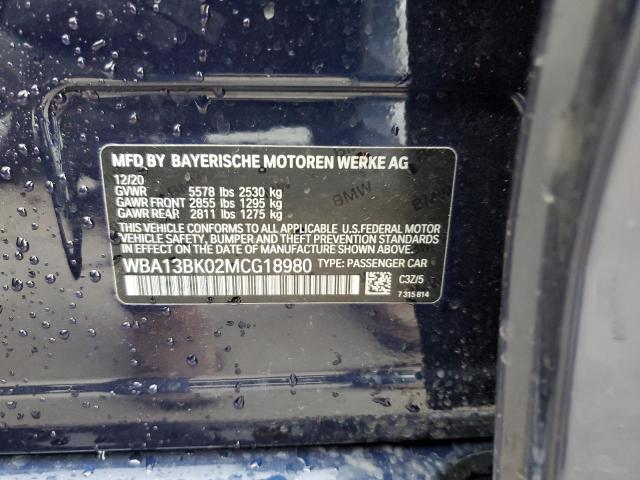 MFD BY BAYERISCHE MOTOREN WERKE AG
12/20
GVWR 5578 lbs 2530 kg
GAWR FRONT 2855 lbs 1295 kg
GAWR REAR 2811 lbs 1275 kg
THIS VEHICLE CONFORMS TO ALL APPLICABLE U.S.FEDERAL MOTOR
VEHICLE SAFETY, BUMPER AND THEFT PREVENTION STANDARDS
IN EFFECT ON THE DATE OF MANUFACTURE SHOWN ABOVE.
WBA13BK02MCG18980 TYPE: PASSENGER CAR
C3Z/5
7 315 814
BMW